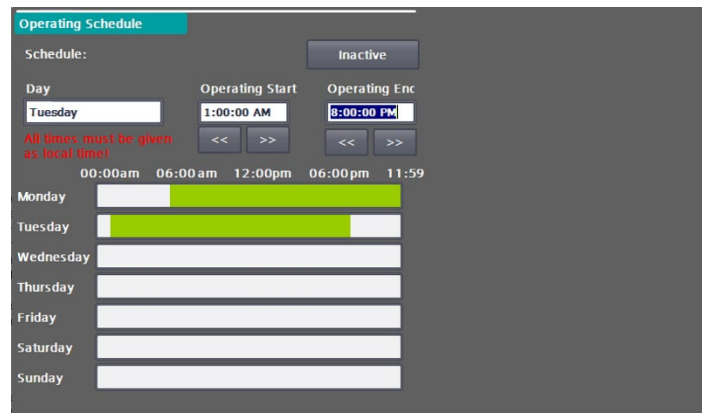 Operating Schedule
Schedule: Inactive
Day Operating Start Operating Enc
Tuesday 1:00:00 AM 8:00:00 PM
All times must be given
as local time!
<< >> << >>
00:00am 06:00am 12:00pm 06:00pm 11:59
Monday
Tuesday
Wednesday
Thursday
Friday
Saturday
Sunday